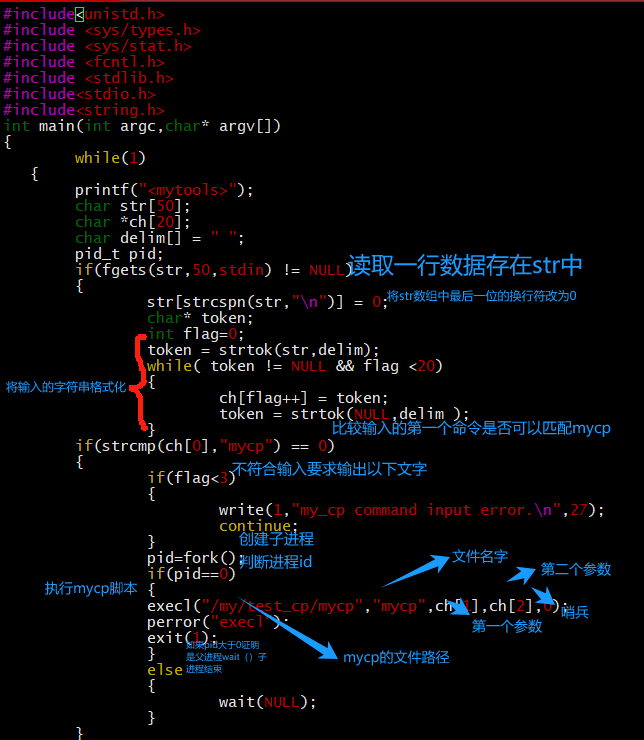 #include<unistd.h>
#include <sys/types.h>
#include <sys/stat.h>
#include <fcntl.h>
#include <stdlib.h>
#include<stdio.h>
#include<string.h>
int main(int argc,char* argv[])
{
while(1)
{
printf("<mytools>");
char str[50];
char *ch[20];
char delim[] = " ";
pid_t pid;
if(fgets(str,50,stdin) != NULL)
读取一行数据存在str中
{
str[strcspn(str,"\n")] = 0;
将str数组中最后一位的换行符改为0
char* token;
int flag=0;
token = strtok(str,delim);
while( token != NULL && flag <20)
将输入的字符串格式化
{
ch[flag++] = token;
token = strtok(NULL,delim );
}
比较输入的第一个命令是否可以匹配mycp
if(strcmp(ch[0],"mycp") == 0)
{
if(flag<3)
不符合输入要求输出以下文字
{
write(1,"my_cp command input error.\n",27);
continue;
}
创建子进程
pid=fork();
判断进程id
文件名字
if(pid==0)
第二个参数
执行mycp脚本
{
execl("/my/test_cp/mycp","mycp",ch[1],ch[2],0);
哨兵
perror("execl");
第一个参数
exit(1);
}
如果pid大于0证明
是父进程wait（）子
进程结束
mycp的文件路径
else
{
wait(NULL);
}
}